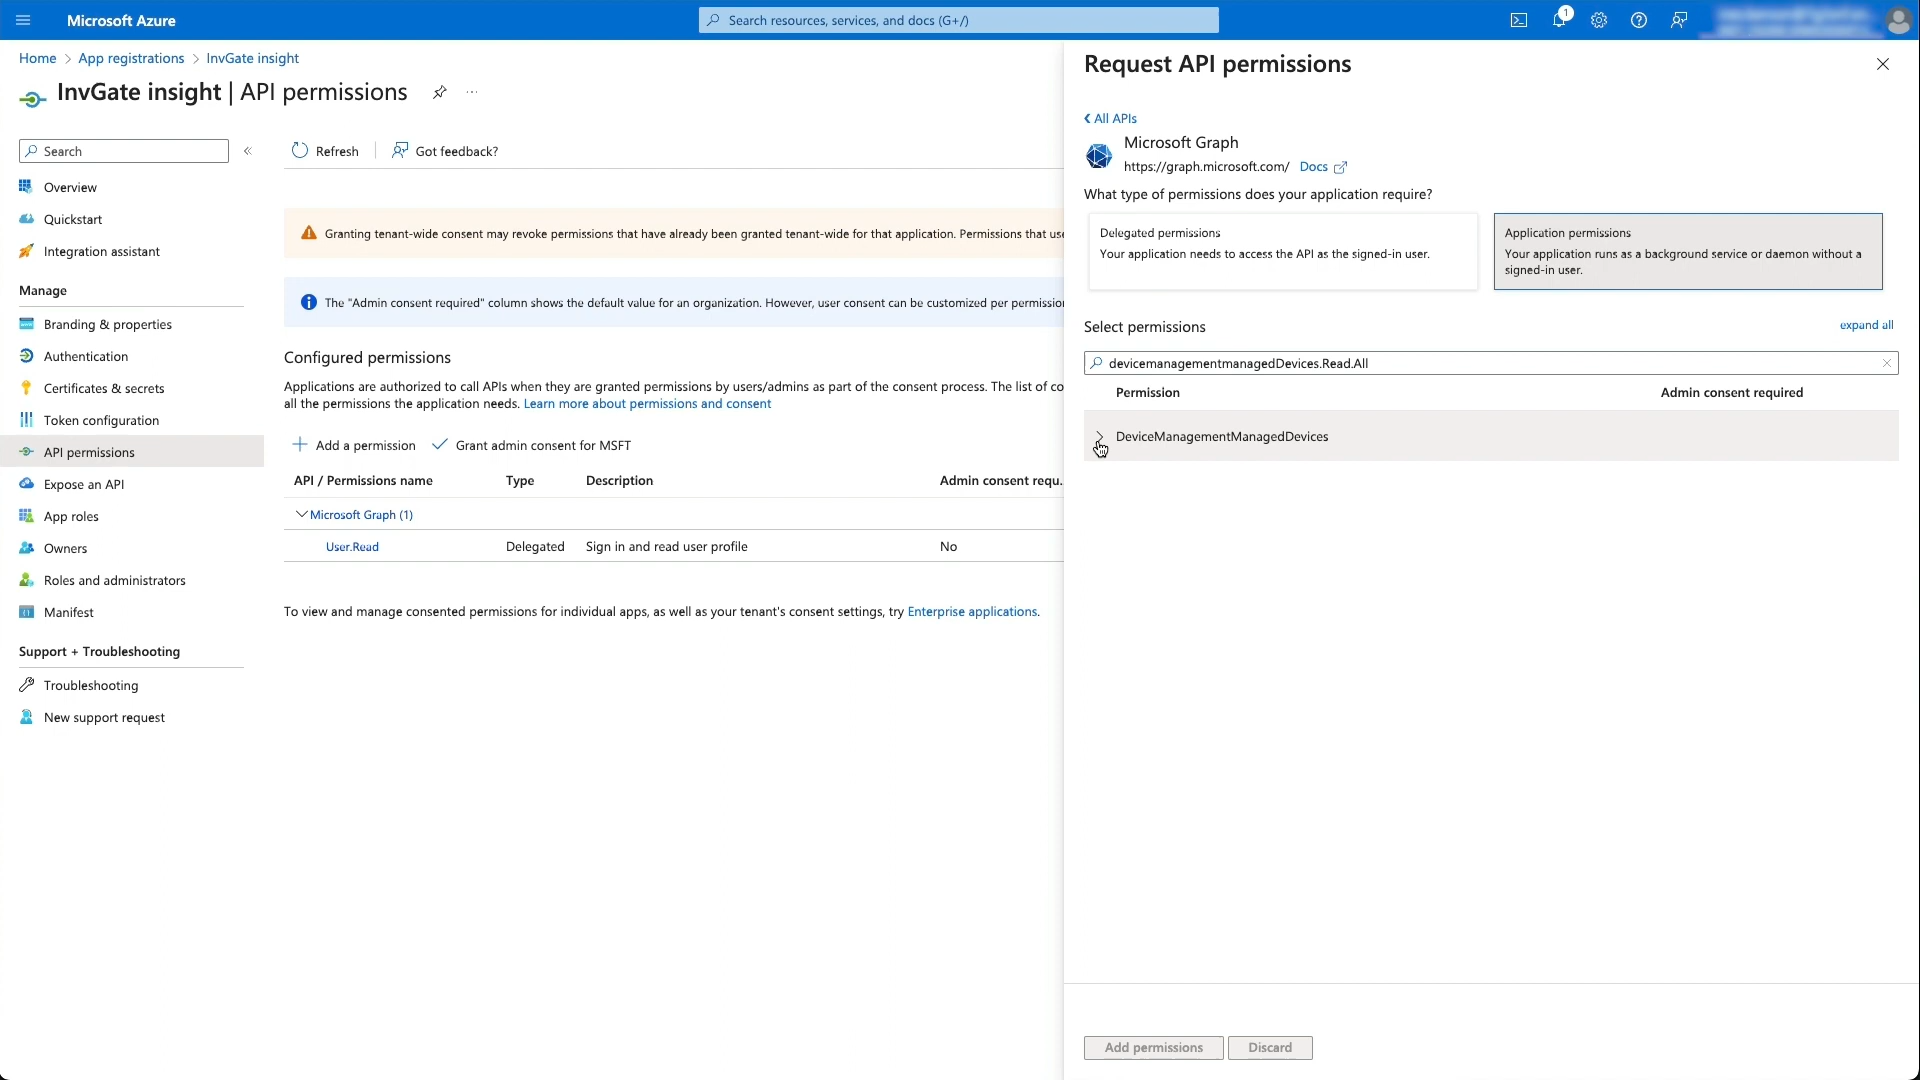 Microsoft Azure
Search resources, services, and docs (G+/)
1
Home > App registrations > InvGate insight
InvGate insight | API permissions
...
Search
«
Overview
Quickstart
Integration assistant
Manage
Branding & properties
Authentication
Certificates & secrets
Token configuration
API permissions
Expose an API
App roles
Owners
Roles and administrators
Manifest
Support + Troubleshooting
Troubleshooting
New support request
Refresh
Got feedback?
Granting tenant-wide consent may revoke permissions that have already been granted tenant-wide for that application. Permissions that use
The "Admin consent required" column shows the default value for an organization. However, user consent can be customized per permission
Configured permissions
Applications are authorized to call APIs when they are granted permissions by users/admins as part of the consent process. The list of co
all the permissions the application needs. Learn more about permissions and consent
Add a permission
Grant admin consent for MSFT
API / Permissions name Type Description Admin consent requ...
Microsoft Graph (1)
User.Read Delegated Sign in and read user profile No
To view and manage consented permissions for individual apps, as well as your tenant's consent settings, try Enterprise applications.
Request API permissions
All APIs
Microsoft Graph
https://graph.microsoft.com/ Docs
What type of permissions does your application require?
Delegated permissions
Your application needs to access the API as the signed-in user.
Application permissions
Your application runs as a background service or daemon without a
signed-in user.
Select permissions
expand all
devicemanagementmanagedDevices.Read.All
Permission Admin consent required
DeviceManagementManagedDevices
Add permissions
Discard